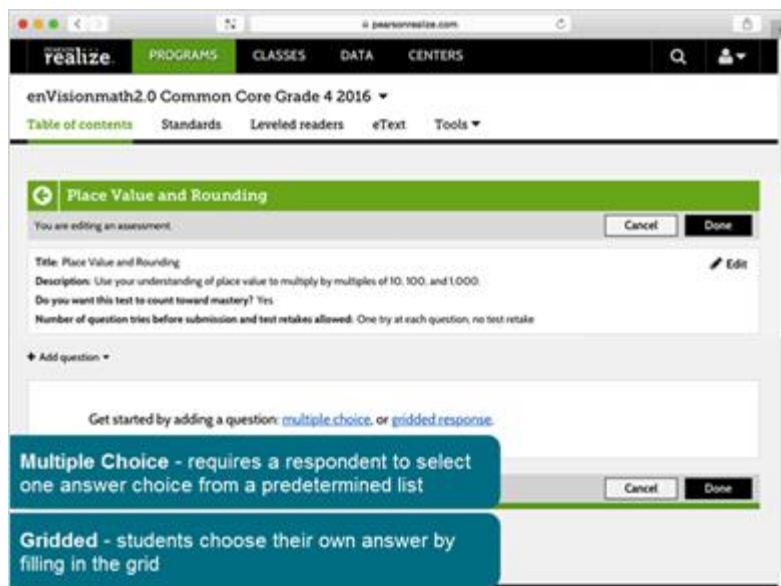 pearsonrealize.com
PEARSON
realize.
PROGRAMS CLASSES DATA CENTERS
enVisionmath2.0 Common Core Grade 4 2016
Table of contents Standards Leveled readers eText Tools
Place Value and Rounding
You are editing an assessment Cancel Done
Title: Place Value and Rounding Edit
Description: Use your understanding of place value to multiply by multiples of 10, 100, and 1,000.
Do you want this test to count toward mastery? Yes
Number of question tries before submission and test retakes allowed: One try at each question, no test retake
+ Add question
Get started by adding a question: multiple choice, or gridded response.
Multiple Choice - requires a respondent to select
one answer choice from a predetermined list
Cancel Done
Gridded - students choose their own answer by
filling in the grid